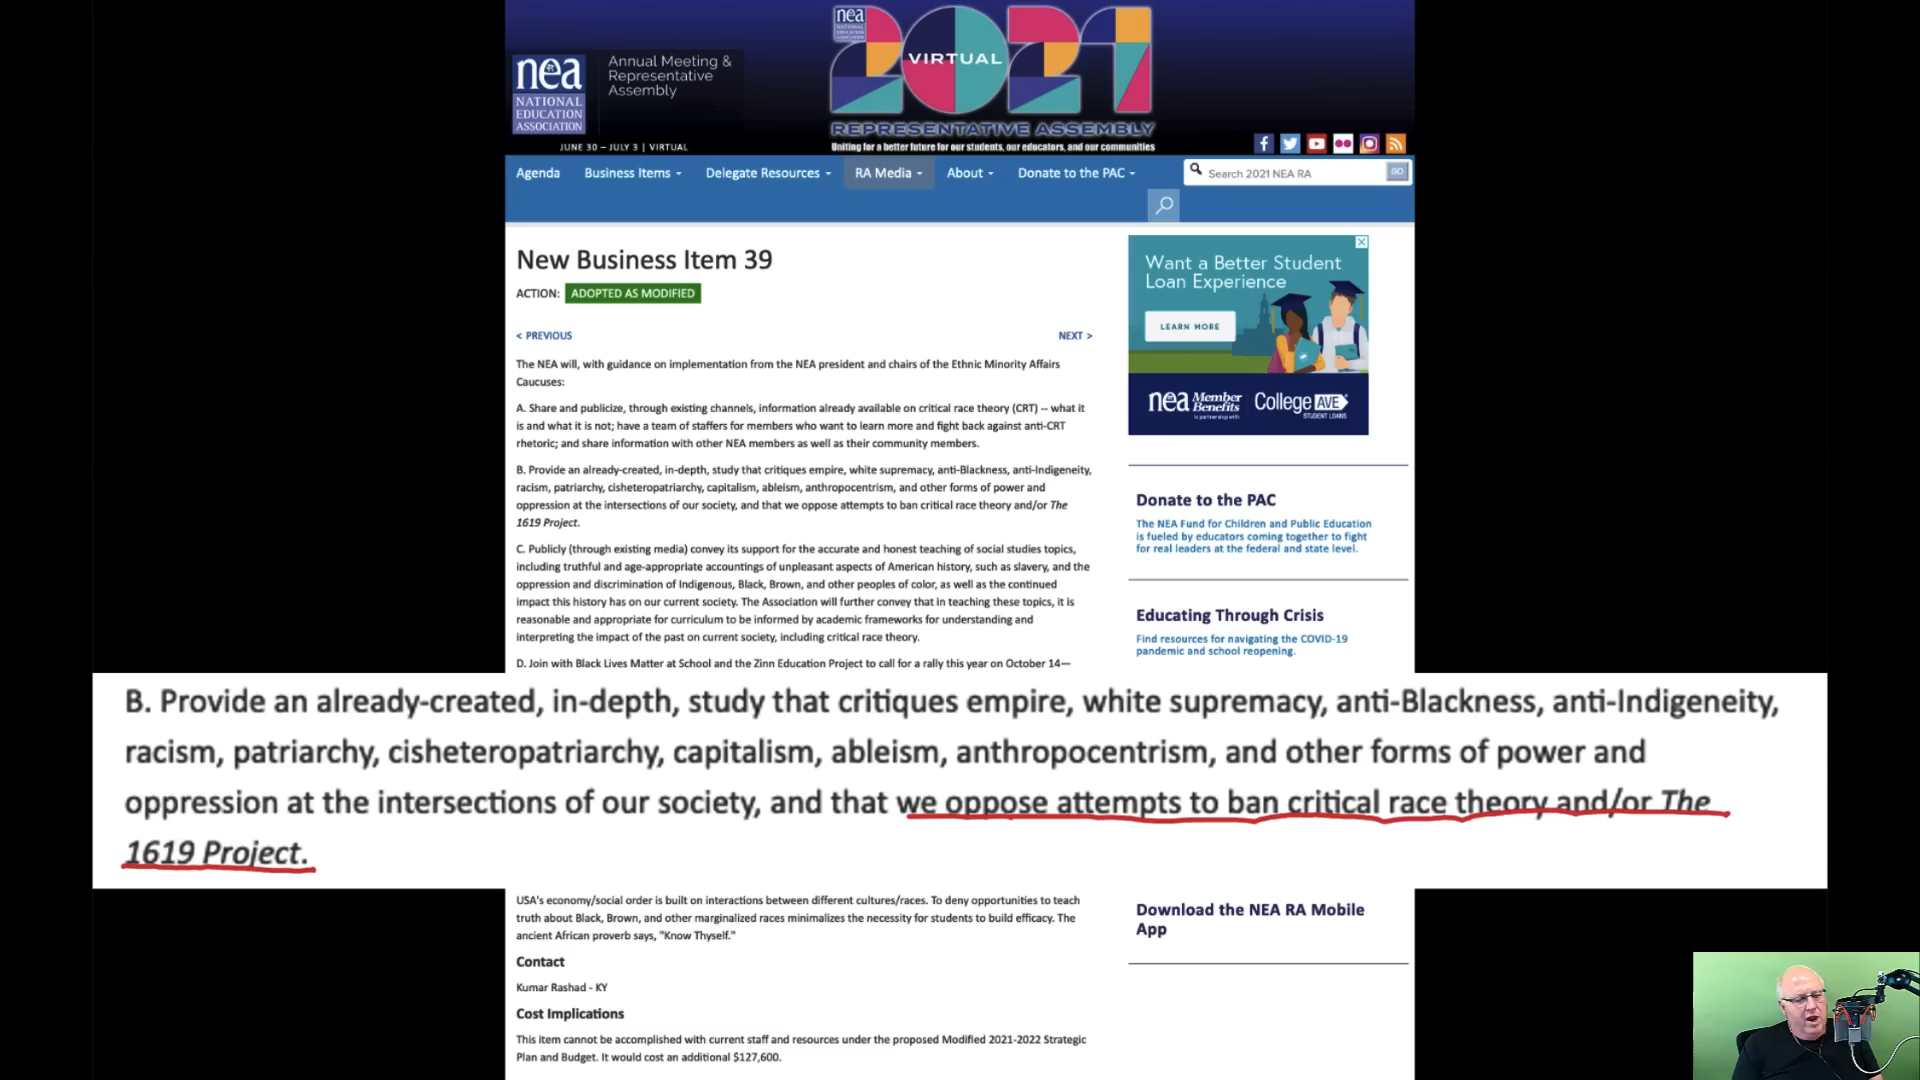 nea
NATIONAL
EDUCATION
ASSOCIATION
Annual Meeting &
Representative
Assembly
JUNE 30 – JULY 3 | VIRTUAL
nea
2021
VIRTUAL
REPRESENTATIVE ASSEMBLY
Uniting for a better future for our students, our educators, and our communities
Agenda Business Items Delegate Resources RA Media About Donate to the PAC
Search 2021 NEA RA
GO
New Business Item 39
ACTION: ADOPTED AS MODIFIED
< PREVIOUS NEXT >
The NEA will, with guidance on implementation from the NEA president and chairs of the Ethnic Minority Affairs
Caucuses:
A. Share and publicize, through existing channels, information already available on critical race theory (CRT) -- what it
is and what it is not; have a team of staffers for members who want to learn more and fight back against anti-CRT
rhetoric; and share information with other NEA members as well as their community members.
B. Provide an already-created, in-depth, study that critiques empire, white supremacy, anti-Blackness, anti-Indigeneity,
racism, patriarchy, cisheteropatriarchy, capitalism, ableism, anthropocentrism, and other forms of power and
oppression at the intersections of our society, and that we oppose attempts to ban critical race theory and/or The
1619 Project.
C. Publicly (through existing media) convey its support for the accurate and honest teaching of social studies topics,
including truthful and age-appropriate accountings of unpleasant aspects of American history, such as slavery, and the
oppression and discrimination of Indigenous, Black, Brown, and other peoples of color, as well as the continued
impact this history has on our current society. The Association will further convey that in teaching these topics, it is
reasonable and appropriate for curriculum to be informed by academic frameworks for understanding and
interpreting the impact of the past on current society, including critical race theory.
D. Join with Black Lives Matter at School and the Zinn Education Project to call for a rally this year on October 14—
Want a Better Student
Loan Experience
LEARN MORE
nea Member Benefits
College AVE
STUDENT LOANS
Donate to the PAC
The NEA Fund for Children and Public Education
is fueled by educators coming together to fight
for real leaders at the federal and state level.
Educating Through Crisis
Find resources for navigating the COVID-19
pandemic and school reopening.
B. Provide an already-created, in-depth, study that critiques empire, white supremacy, anti-Blackness, anti-Indigeneity,
racism, patriarchy, cisheteropatriarchy, capitalism, ableism, anthropocentrism, and other forms of power and
oppression at the intersections of our society, and that we oppose attempts to ban critical race theory and/or The
1619 Project.
USA's economy/social order is built on interactions between different cultures/races. To deny opportunities to teach
truth about Black, Brown, and other marginalized races minimalizes the necessity for students to build efficacy. The
ancient African proverb says, "Know Thyself."
Contact
Kumar Rashad - KY
Cost Implications
This item cannot be accomplished with current staff and resources under the proposed Modified 2021-2022 Strategic
Plan and Budget. It would cost an additional $127,600.
Download the NEA RA Mobile
App